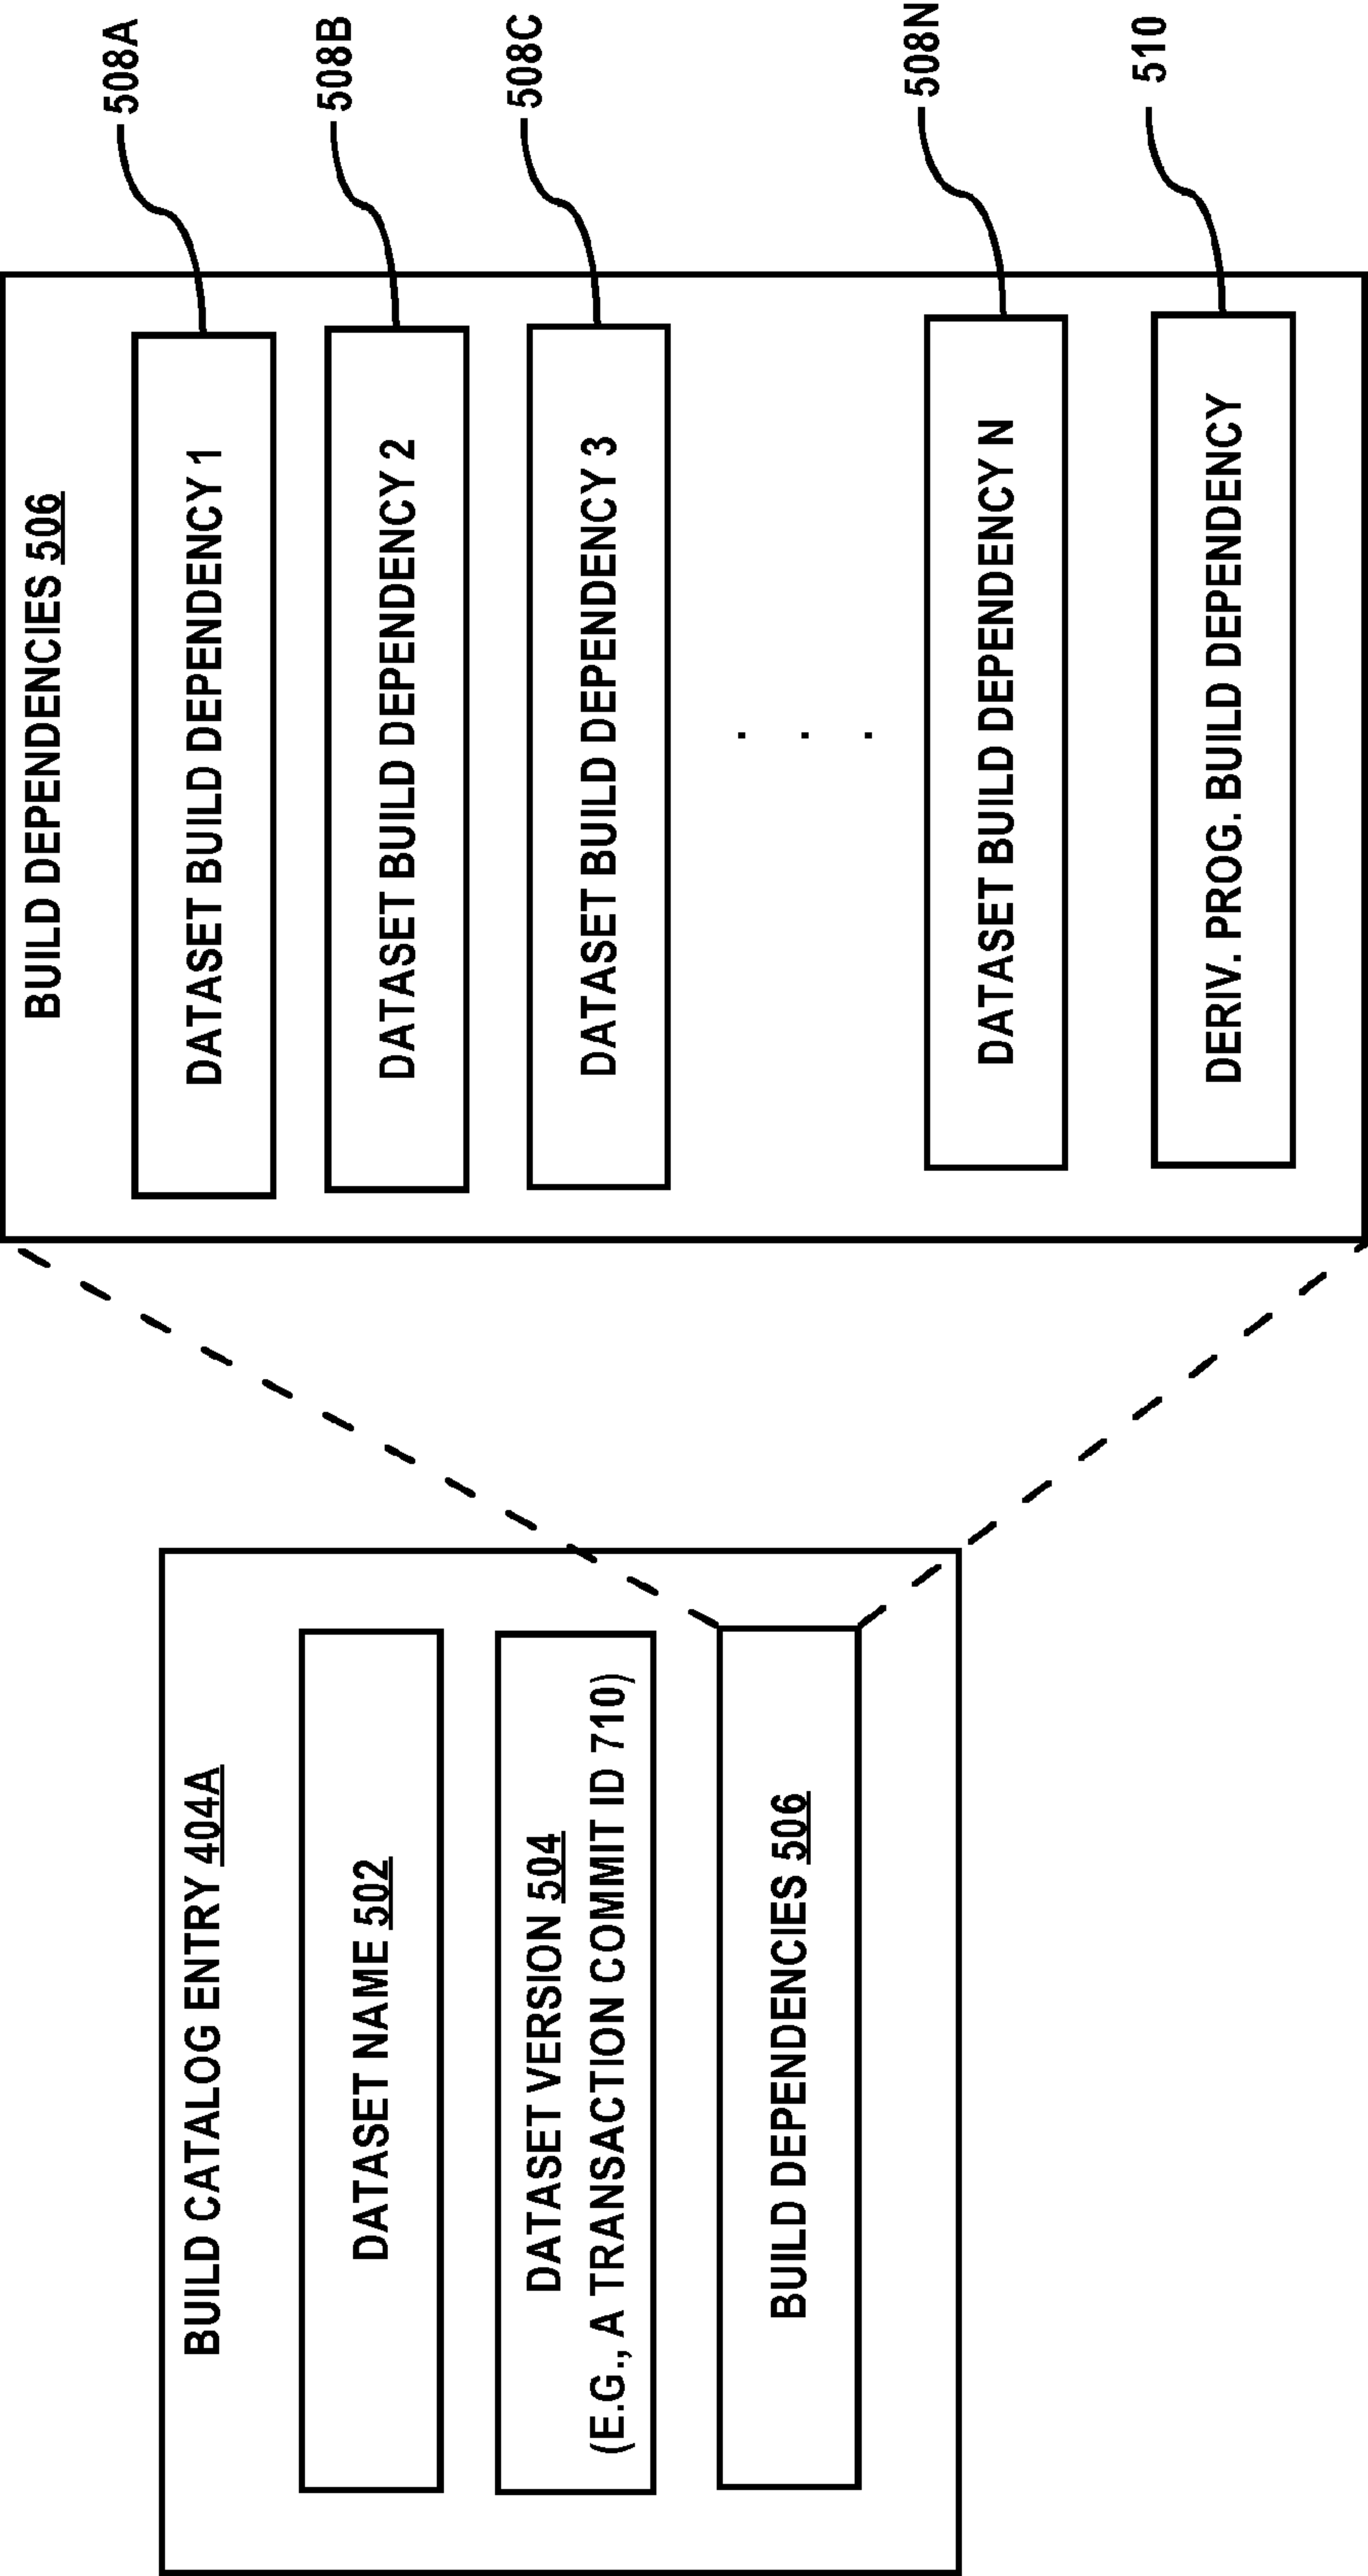 BUILD CATALOG ENTRY 404A
DATASET NAME 502
DATASET VERSION 504
(E.G., A TRANSACTION COMMIT ID 710)
BUILD DEPENDENCIES 506
BUILD DEPENDENCIES 506
DATASET BUILD DEPENDENCY 1
508A
DATASET BUILD DEPENDENCY 2
508B
DATASET BUILD DEPENDENCY 3
508C
. . .
DATASET BUILD DEPENDENCY N
508N
DERIV. PROG. BUILD DEPENDENCY
510